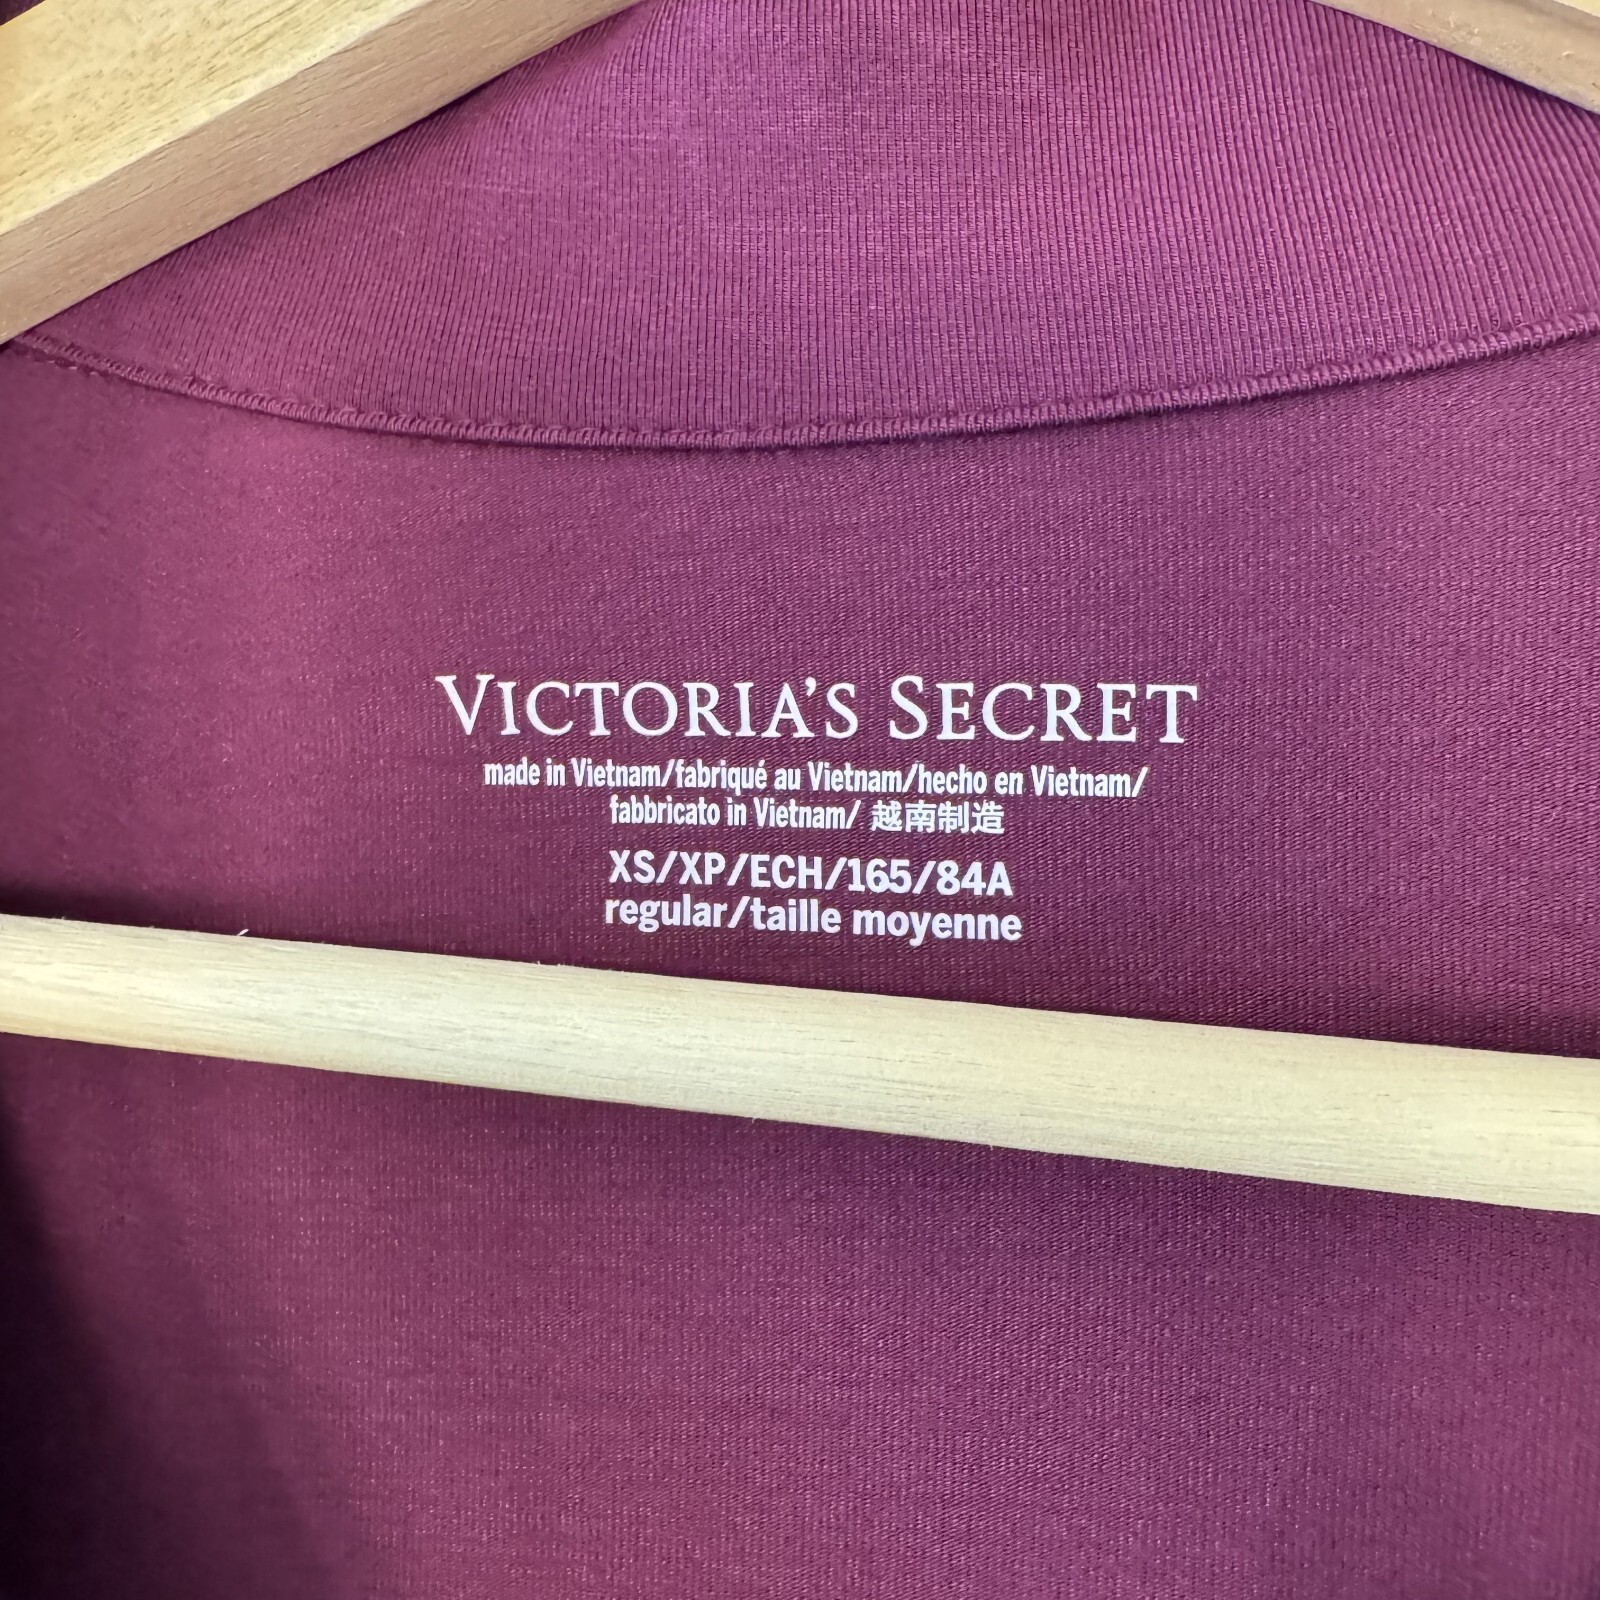 VICTORIA'S SECRET
made in Vietnam/fabriqué au Vietnam/hecho en Vietnam/
fabbricato in Vietnam/ 越南制造
XS/XP/ECH/165/84A
regular/taille moyenne